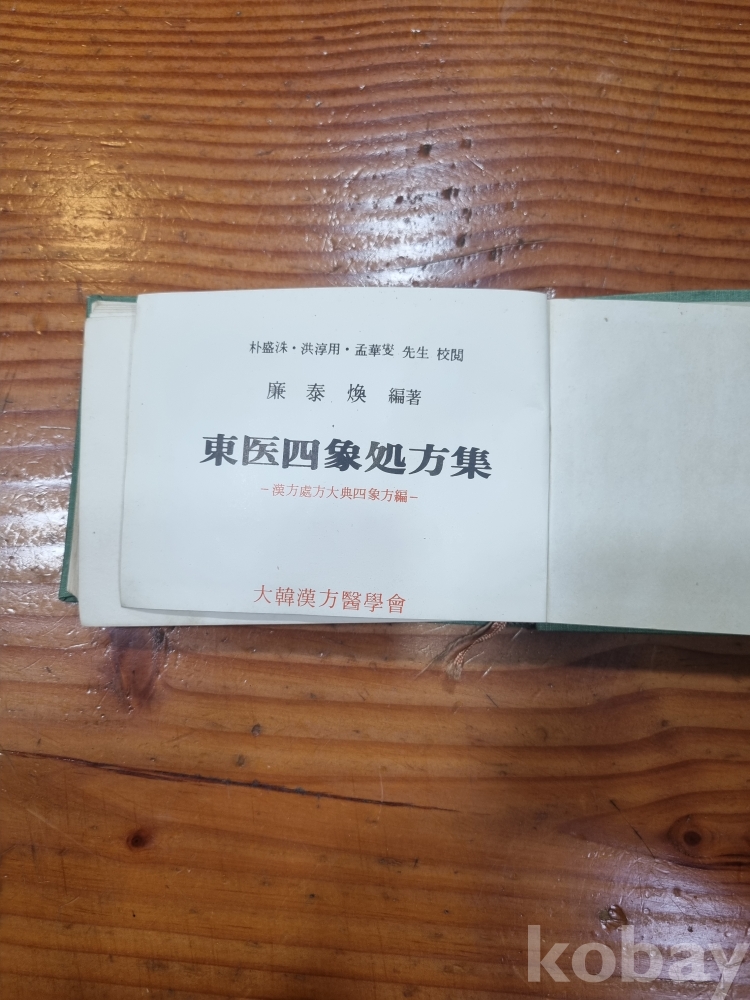 朴盛洙・洪淳用・孟華燮 先生 校閲
廉泰煥 編著
東医四象処方集
-漢方處方大典四象方編-
大韓漢方醫學會
kobay